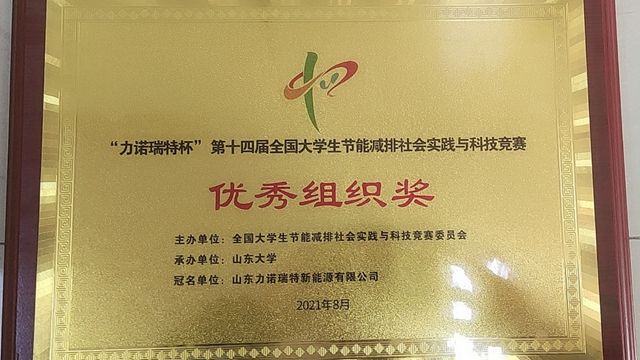 “力诺瑞特杯”第十四届全国大学生节能减排社会实践与科技竞赛
优秀组织奖
主办单位：全国大学生节能减排社会实践与科技竞赛委员会
承办单位：山东大学
冠名单位：山东力诺瑞特新能源有限公司
2021年8月